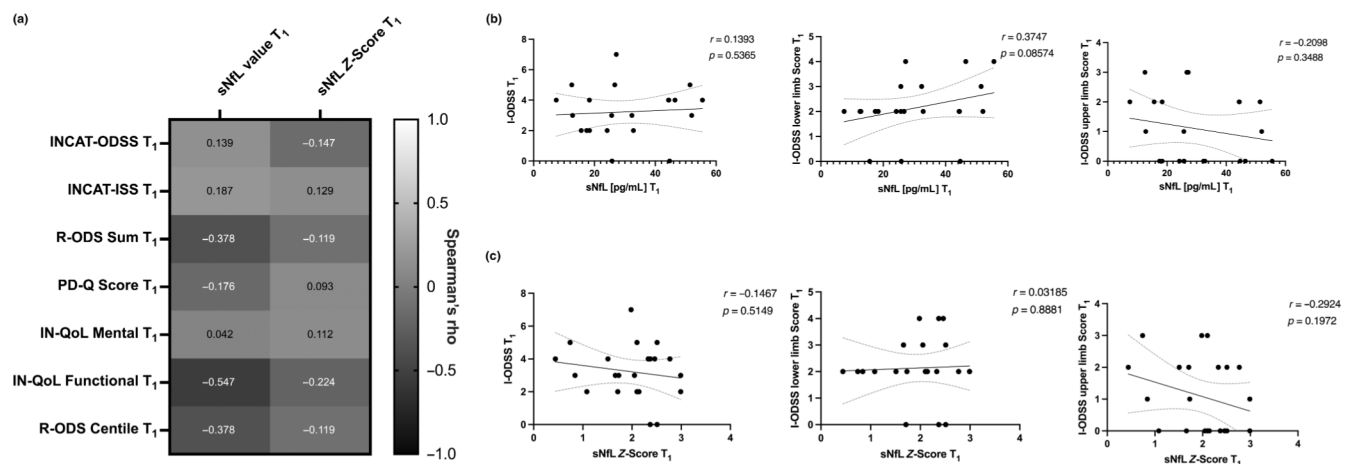 (a)
sNfL value T1
sNfL Z-Score T1
INCAT-ODSS T1
0.139
−0.147
INCAT-ISS T1
0.187
0.129
R-ODS Sum T1
−0.378
−0.119
PD-Q Score T1
−0.176
0.093
IN-QoL Mental T1
0.042
0.112
IN-QoL Functional T1
−0.547
−0.224
R-ODS Centile T1
−0.378
−0.119
1.0
0.5
0
−0.5
−1.0
Spearman's rho
(b)
r = 0.1393
p = 0.5365
I-ODSS T1
8
6
4
2
0
0
20
40
60
sNfL [pg/mL] T1
r = 0.3747
p = 0.08574
I-ODSS lower limb Score T1
5
4
3
2
1
0
0
20
40
60
sNfL [pg/mL] T1
r = −0.2098
p = 0.3488
I-ODSS upper limb Score T1
4
3
2
1
0
0
20
40
60
sNfL [pg/mL] T1
(c)
r = −0.1467
p = 0.5149
I-ODSS T1
8
6
4
2
0
0
1
2
3
4
sNfL Z-Score T1
r = 0.03185
p = 0.8881
I-ODSS lower limb Score T1
5
4
3
2
1
0
0
1
2
3
4
sNfL Z-Score T1
r = −0.2924
p = 0.1972
I-ODSS upper limb Score T1
4
3
2
1
0
0
1
2
3
4
sNfL Z-Score T1